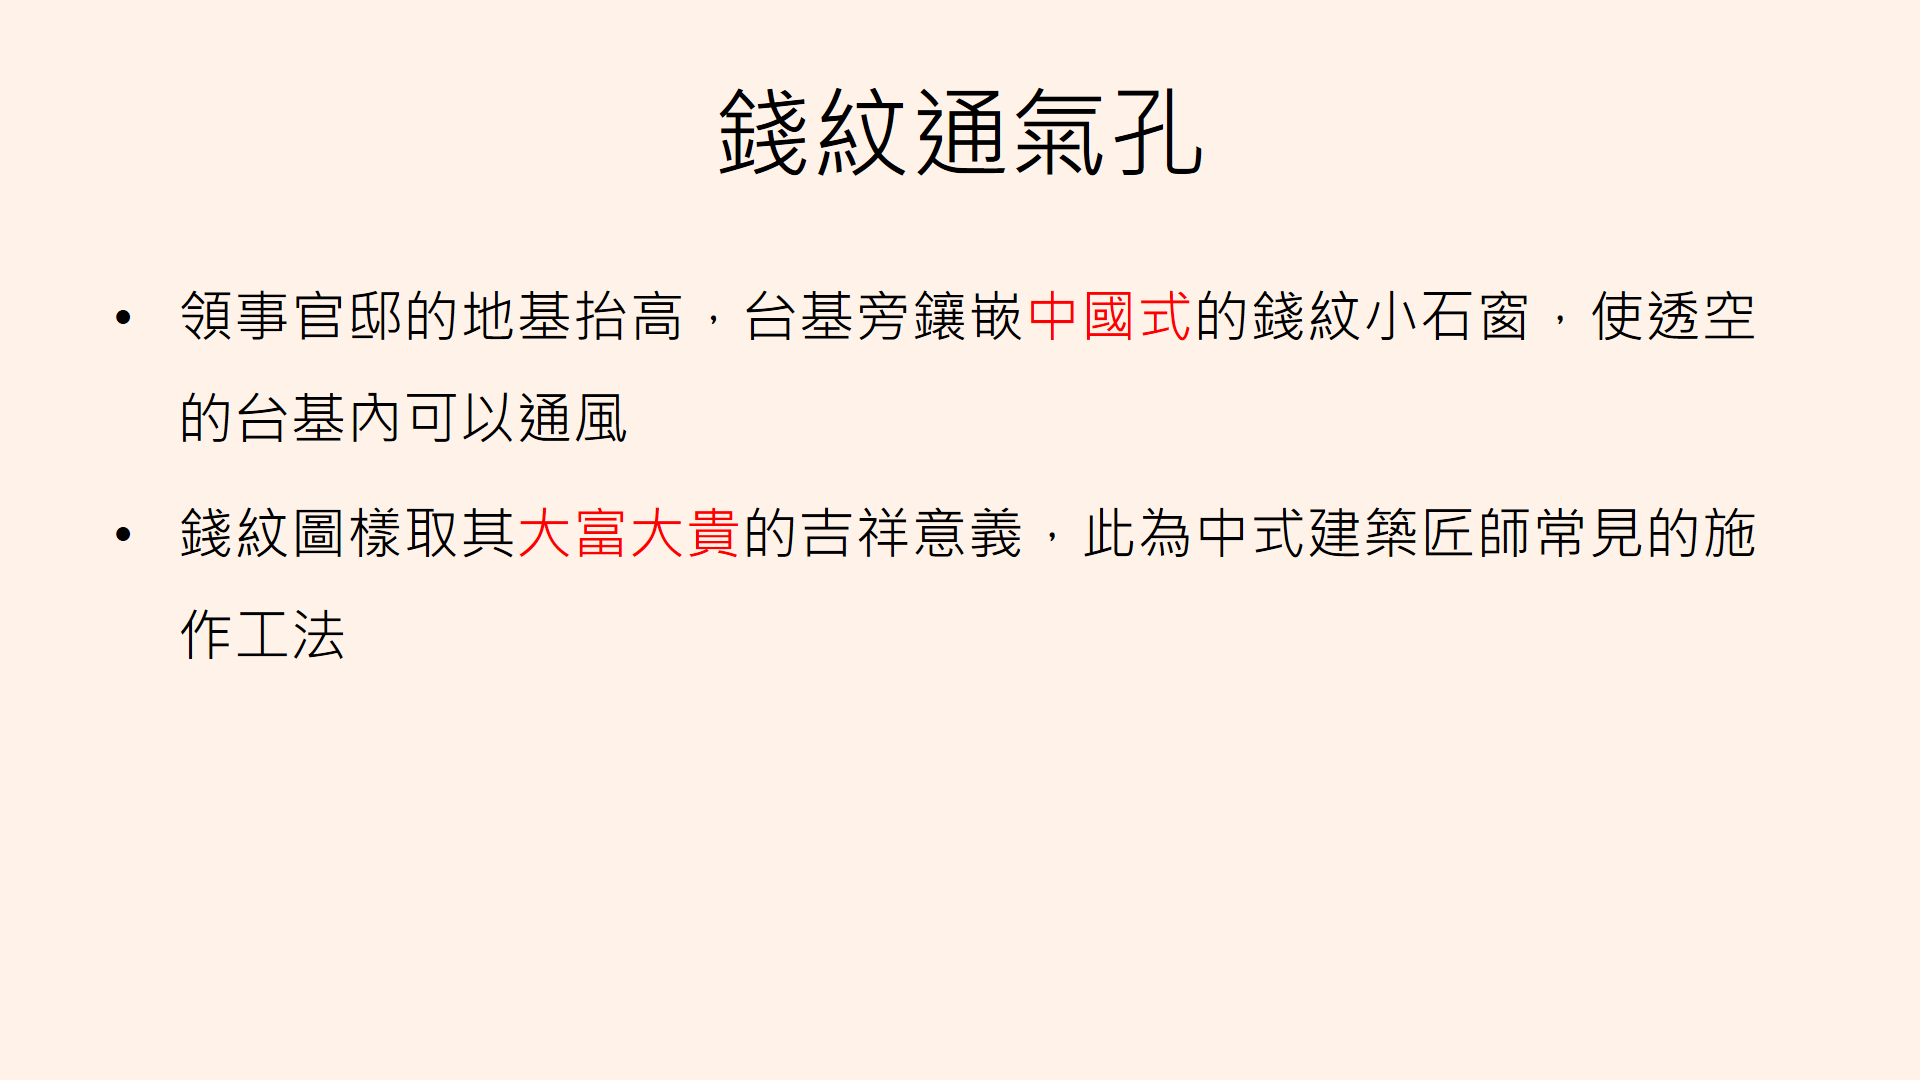 錢紋通氣孔
• 領事官邸的地基抬高，台基旁鑲嵌中國式的錢紋小石窗，使透空
的台基內可以通風
• 錢紋圖樣取其大富大貴的吉祥意義，此為中式建築匠師常見的施
作工法